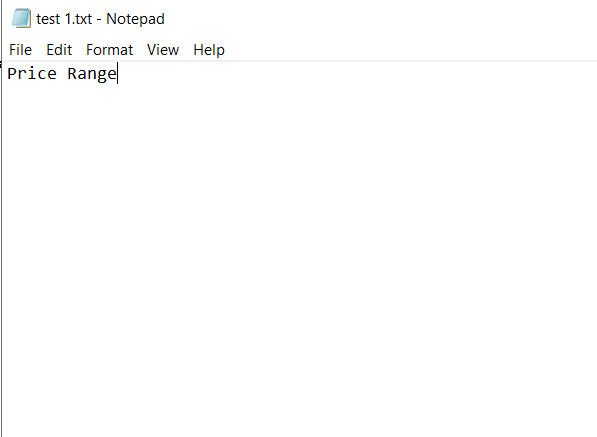 test 1.txt - Notepad
File Edit Format View Help
Price Range